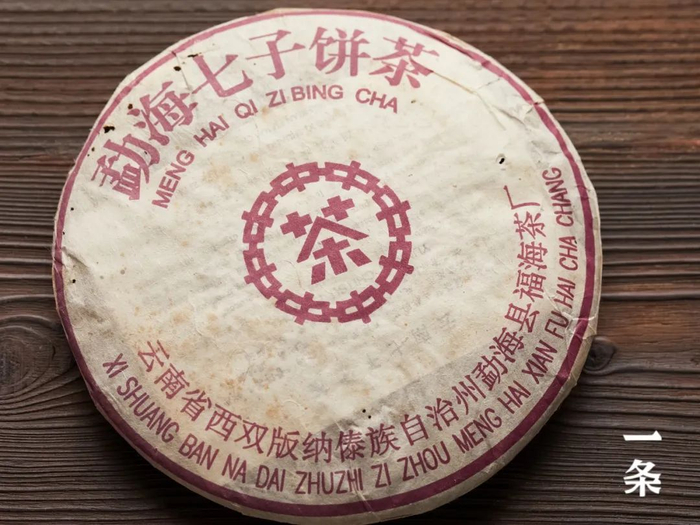 勐海七子饼茶
MENG HAI QI ZI BING CHA
茶
云南省西双版纳傣族自治州勐海县福海茶厂
XI SHUANG BAN NA DAI ZHUZHI ZI ZHOU MENG HAI XIAN FU HAI CHA CHANG
一条